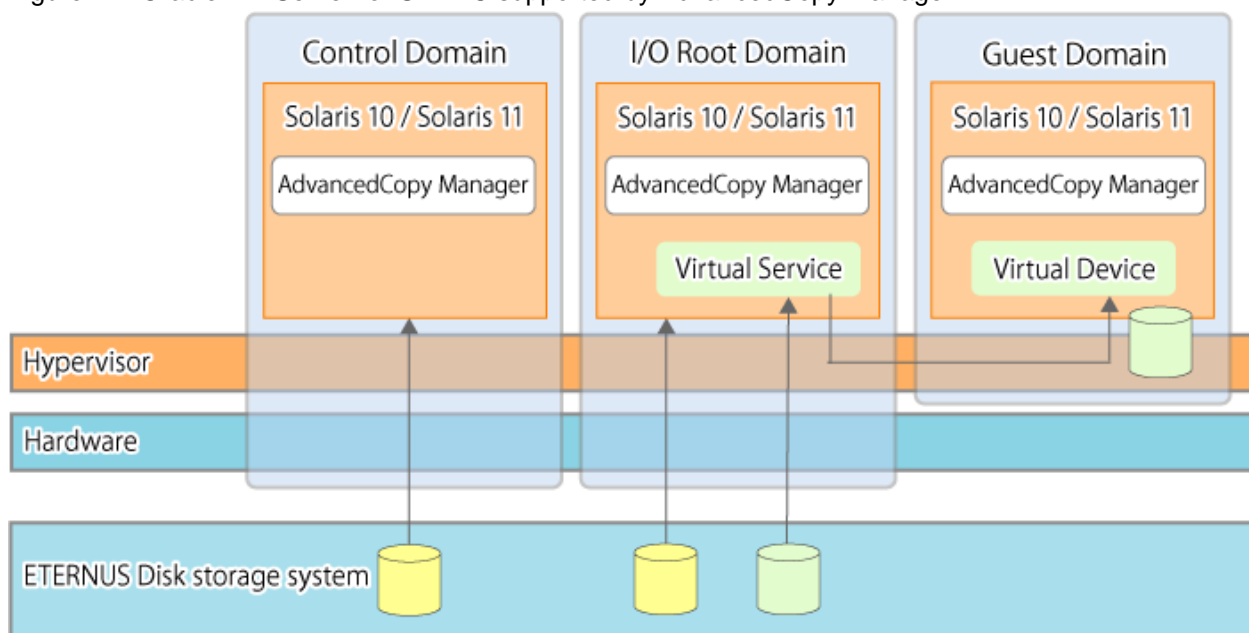 Control Domain
I/O Root Domain
Guest Domain
Solaris 10 / Solaris 11
Solaris 10 / Solaris 11
Solaris 10 / Solaris 11
AdvancedCopy Manager
AdvancedCopy Manager
AdvancedCopy Manager
Virtual Service
Virtual Device
Hypervisor
Hardware
ETERNUS Disk storage system